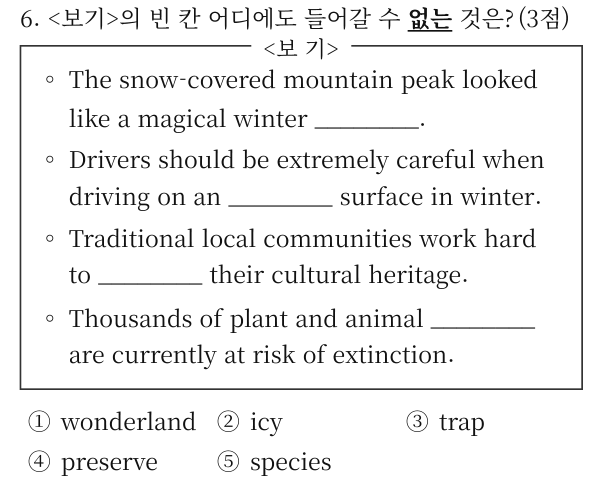 6. <보기>의 빈 칸 어디에도 들어갈 수 없는 것은? (3점)
<보 기>
◦ The snow-covered mountain peak looked
like a magical winter ________.
◦ Drivers should be extremely careful when
driving on an ________ surface in winter.
◦ Traditional local communities work hard
to ________ their cultural heritage.
◦ Thousands of plant and animal ________
are currently at risk of extinction.
① wonderland ② icy ③ trap
④ preserve ⑤ species